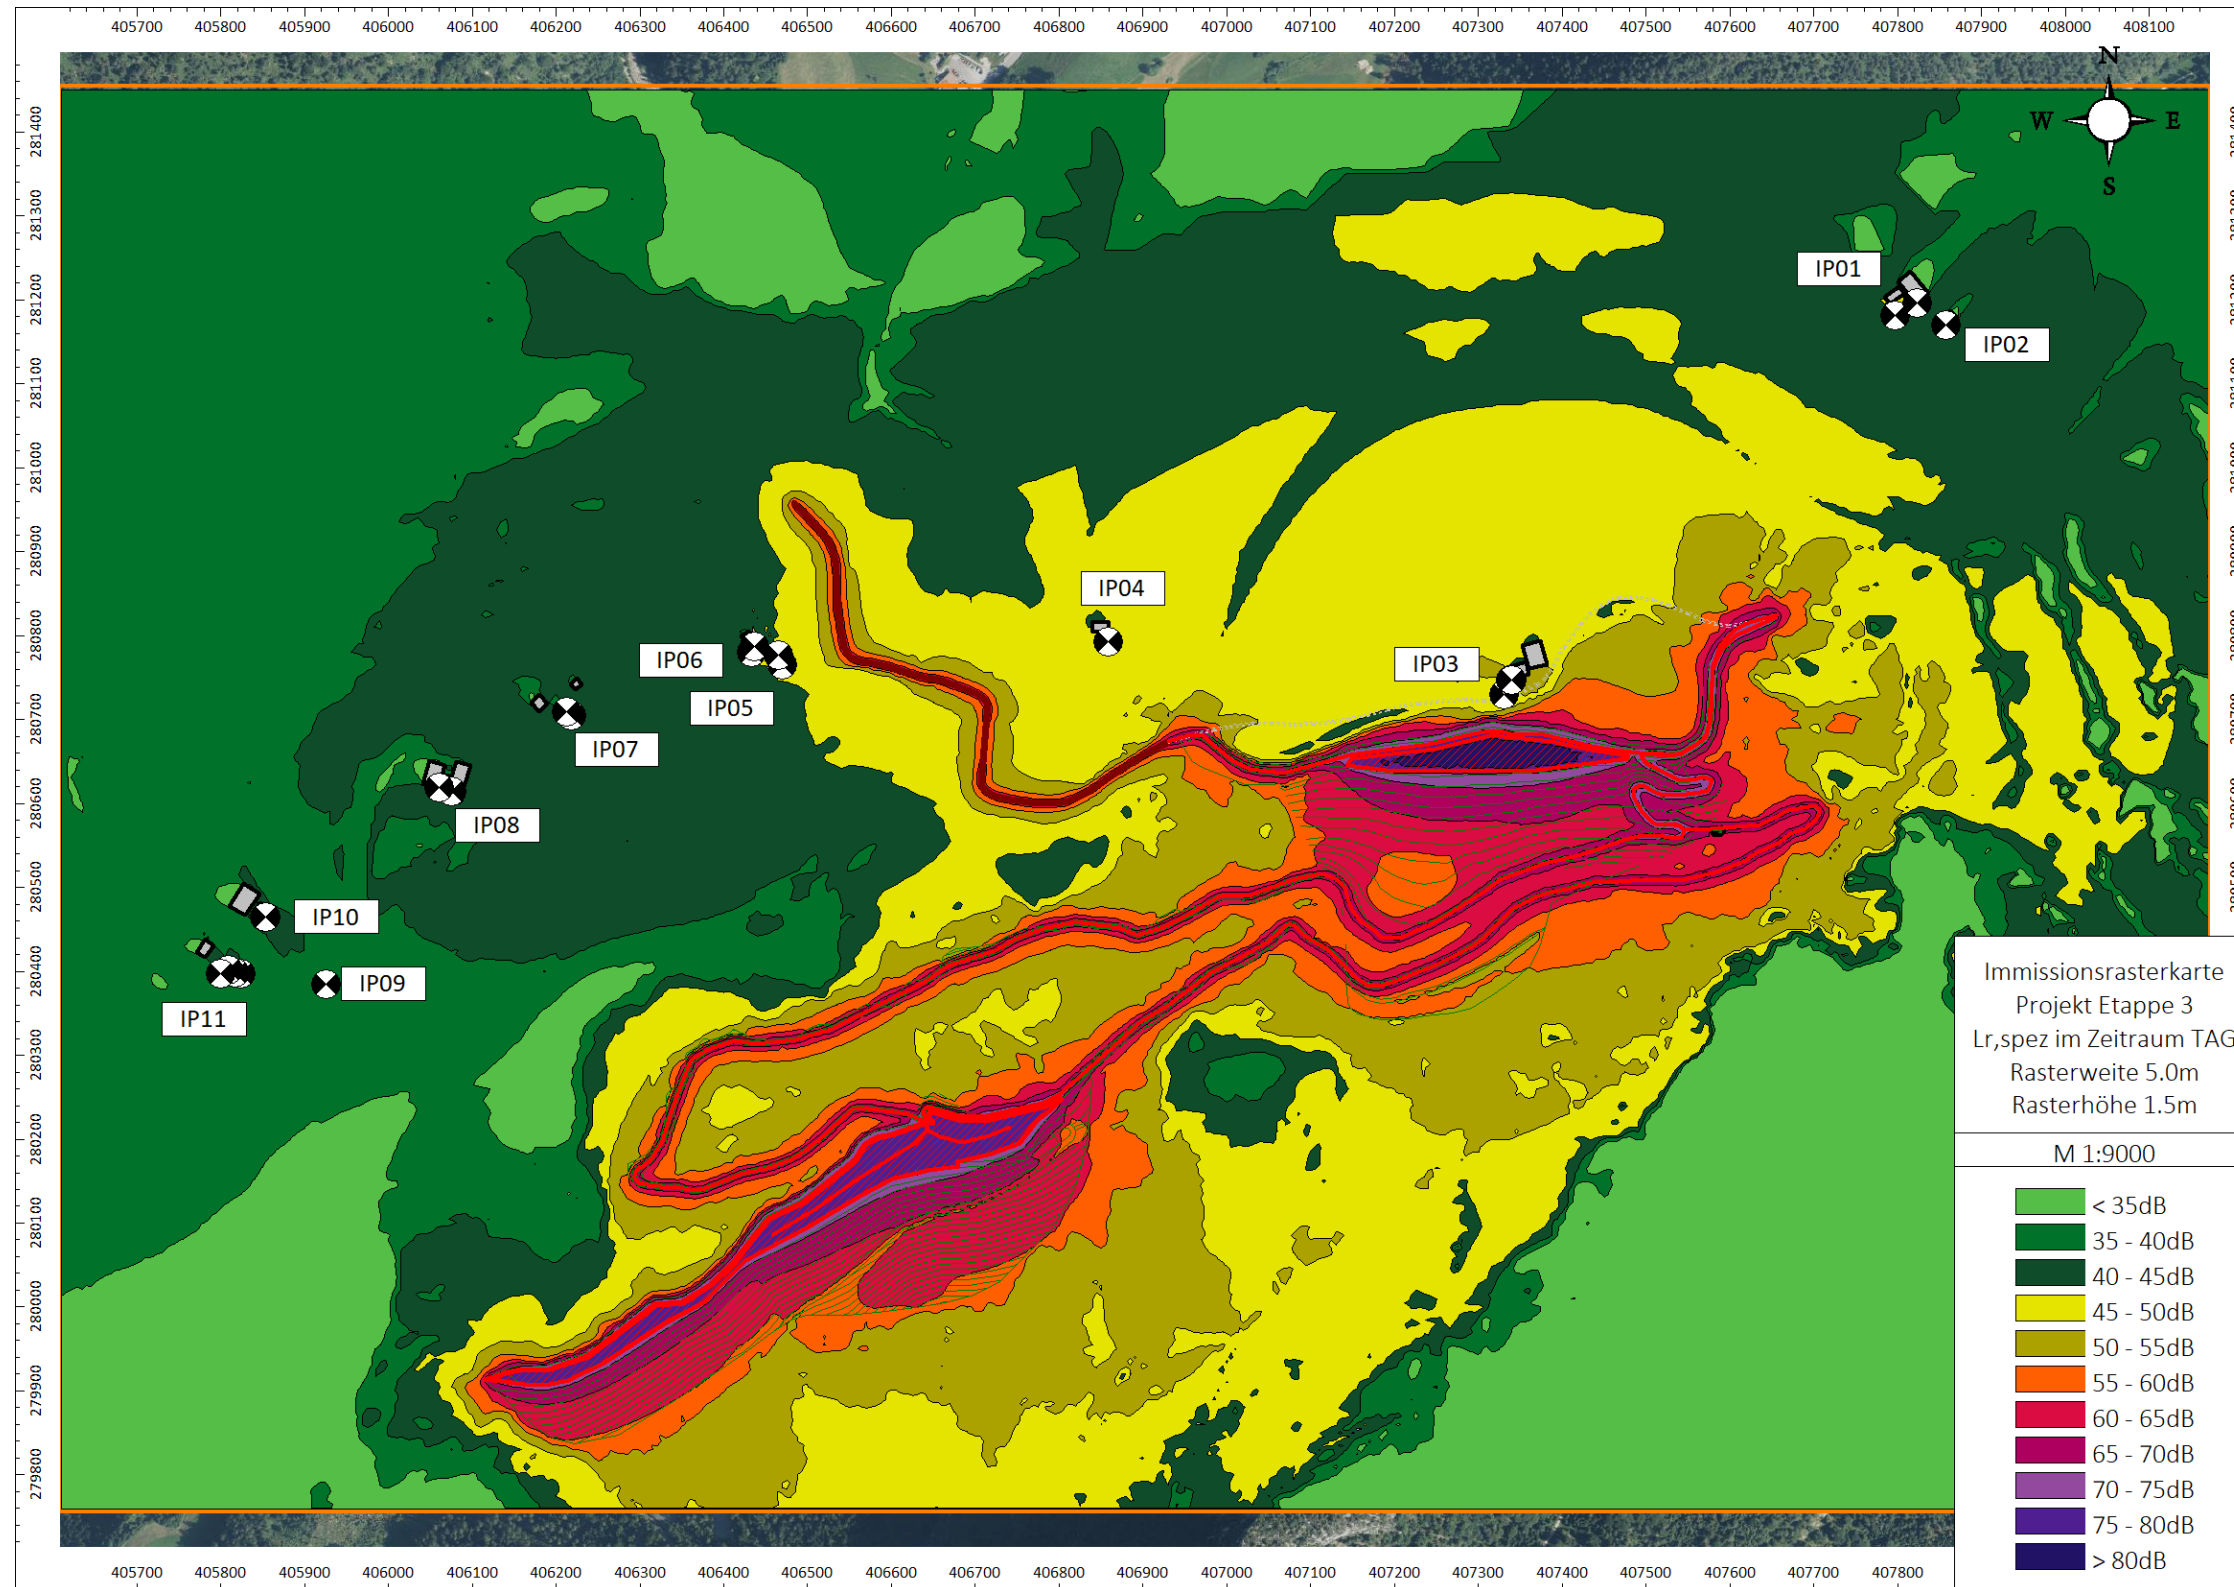 405700 405800 405900 406000 406100 406200 406300 406400 406500 406600 406700 406800 406900 407000 407100 407200 407300 407400 407500 407600 407700 407800 407900 408000 408100
N
W E
S
281400
281300
281200
281100
281000
280900
280800
280700
280600
280500
280400
280300
280200
280100
280000
279900
279800
IP01
IP02
IP04
IP03
IP06
IP05
IP07
IP08
IP10
IP09
IP11
Immissionsrasterkarte
Projekt Etappe 3
Lr,spez im Zeitraum TAG
Rasterweite 5.0m
Rasterhöhe 1.5m
M 1:9000
< 35dB
35 - 40dB
40 - 45dB
45 - 50dB
50 - 55dB
55 - 60dB
60 - 65dB
65 - 70dB
70 - 75dB
75 - 80dB
> 80dB
405700 405800 405900 406000 406100 406200 406300 406400 406500 406600 406700 406800 406900 407000 407100 407200 407300 407400 407500 407600 407700 407800